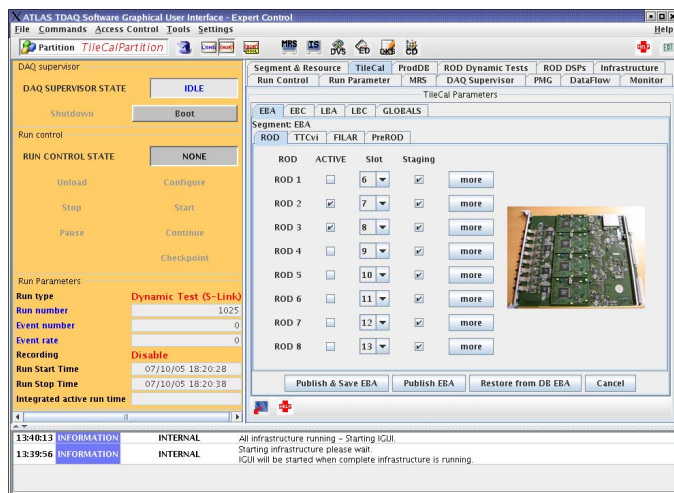 ATLAS TDAQ Software Graphical User Interface - Expert Control
File Commands Access Control Tools Settings Help
Partition TileCalPartition MRS IS DVS OKS CD HELP EXIT
DAQ supervisor
DAQ SUPERVISOR STATE IDLE
Shutdown Boot
Run control
RUN CONTROL STATE NONE
Unload Configure
Stop Start
Pause Continue
Checkpoint
Run Parameters
Run type Dynamic Test (S-Link)
Run number 1025
Event number 0
Event rate 0
Recording Disable
Run Start Time 07/10/05 18:20:28
Run Stop Time 07/10/05 18:20:38
Integrated active run time
Segment & Resource TileCal ProdDB ROD Dynamic Tests ROD DSPs Infrastructure
Run Control Run Parameter MRS DAQ Supervisor PMG DataFlow Monitor
TileCal Parameters
EBA EBC LBA LBC GLOBALS
Segment: EBA
ROD TTCvi FILAR PreROD
ROD ACTIVE Slot Staging
ROD 1 6 more
ROD 2 7 more
ROD 3 8 more
ROD 4 9 more
ROD 5 10 more
ROD 6 11 more
ROD 7 12 more
ROD 8 13 more
Publish & Save EBA Publish EBA Restore from DB EBA Cancel
HELP
13:40:13 INFORMATION INTERNAL All infrastructure running - Starting IGUI.
13:39:56 INFORMATION INTERNAL Starting infrastructure please wait.
IGUI will be started when complete infrastructure is running.